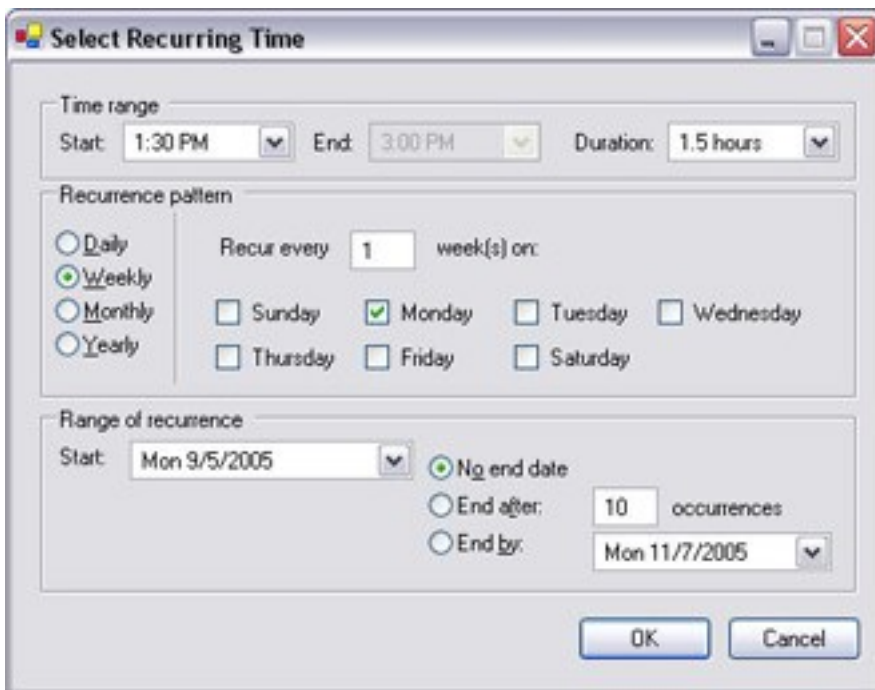 Select Recurring Time
Time range
Start: 1:30 PM End: 3:00 PM Duration: 1.5 hours
Recurrence pattern
Daily
Recur every 1 week(s) on:
Weekly
Monthly
Sunday Monday Tuesday Wednesday
Yearly
Thursday Friday Saturday
Range of recurrence
Start: Mon 9/5/2005
No end date
End after: 10 occurrences
End by: Mon 11/7/2005
OK Cancel